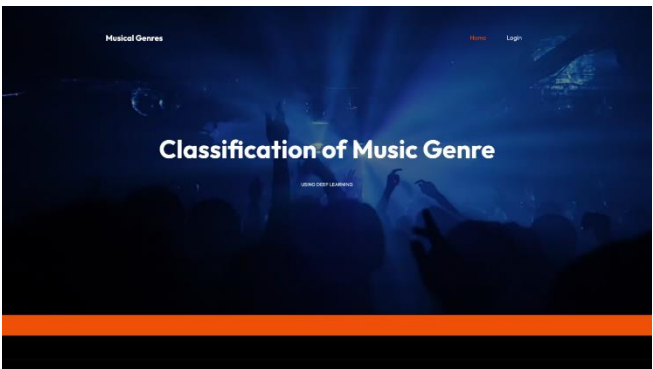 Musical Genres
Home
Login
Classification of Music Genre
USING DEEP LEARNING